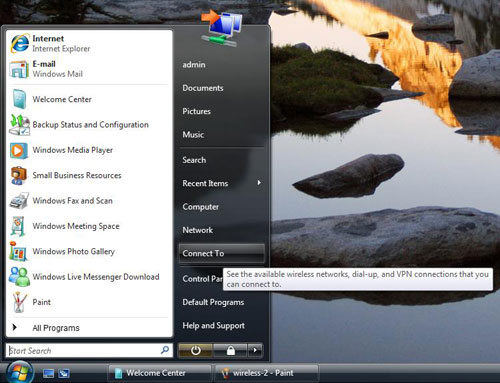 Internet
Internet Explorer
E-mail
Windows Mail
Welcome Center
Backup Status and Configuration
Windows Media Player
Small Business Resources
Windows Fax and Scan
Windows Meeting Space
Windows Photo Gallery
Windows Live Messenger Download
Paint
All Programs
Start Search
admin
Documents
Pictures
Music
Search
Recent Items
Computer
Network
Connect To
See the available wireless networks, dial-up, and VPN connections that you
can connect to.
Control Pan
Default Programs
Help and Support
Welcome Center
wireless-2 - Paint